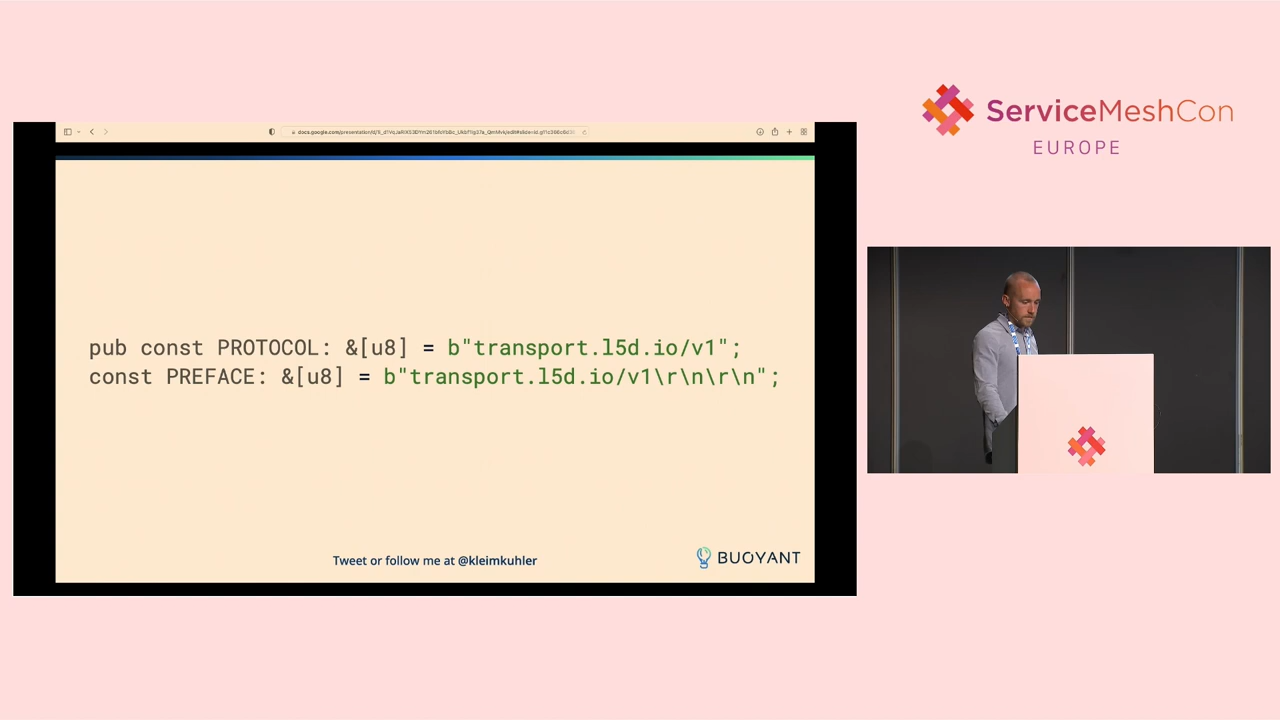 ServiceMeshCon
EUROPE
pub const PROTOCOL: &[u8] = b"transport.l5d.io/v1";
const PREFACE: &[u8] = b"transport.l5d.io/v1\r\n\r\n";
Tweet or follow me at @kleimkuhler
BUOYANT